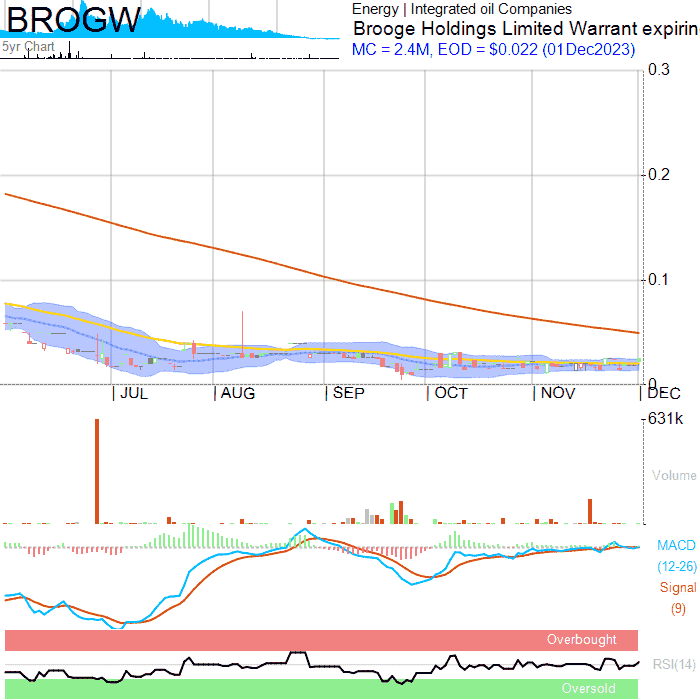 BROGW
5yr Chart
Energy | Integrated oil Companies
Brooge Holdings Limited Warrant expirin
MC = 2.4M, EOD = $0.022 (01Dec2023)
0.3
0.2
0.1
0
JUL AUG SEP OCT NOV DEC
631k
Volume
MACD
(12-26)
Signal
(9)
Overbought
RSI(14)
Oversold